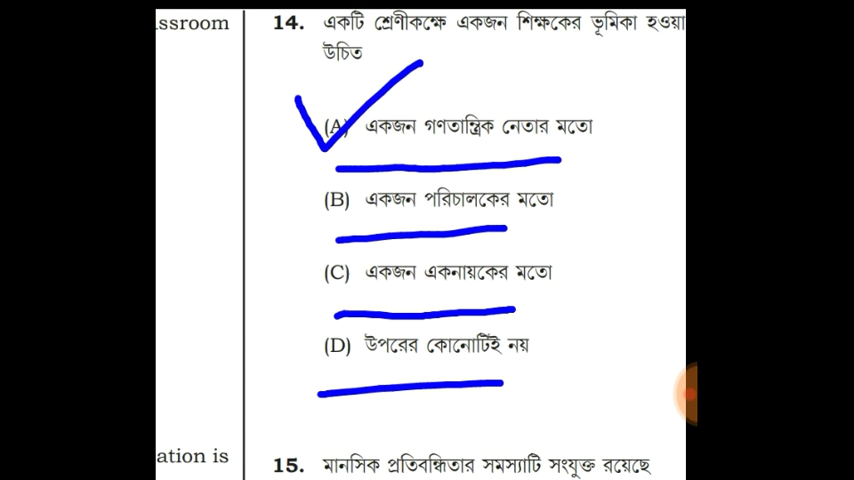 ssroom
14. একটি শ্রেণীকক্ষে একজন শিক্ষকের ভূমিকা হওয়া
উচিত
(A) একজন গণতান্ত্রিক নেতার মতো
(B) একজন পরিচালকের মতো
(C) একজন একনায়কের মতো
(D) উপরের কোনোটিই নয়
ation is
15. মানসিক প্রতিবন্ধিতার সমস্যাটি সংযুক্ত রয়েছে